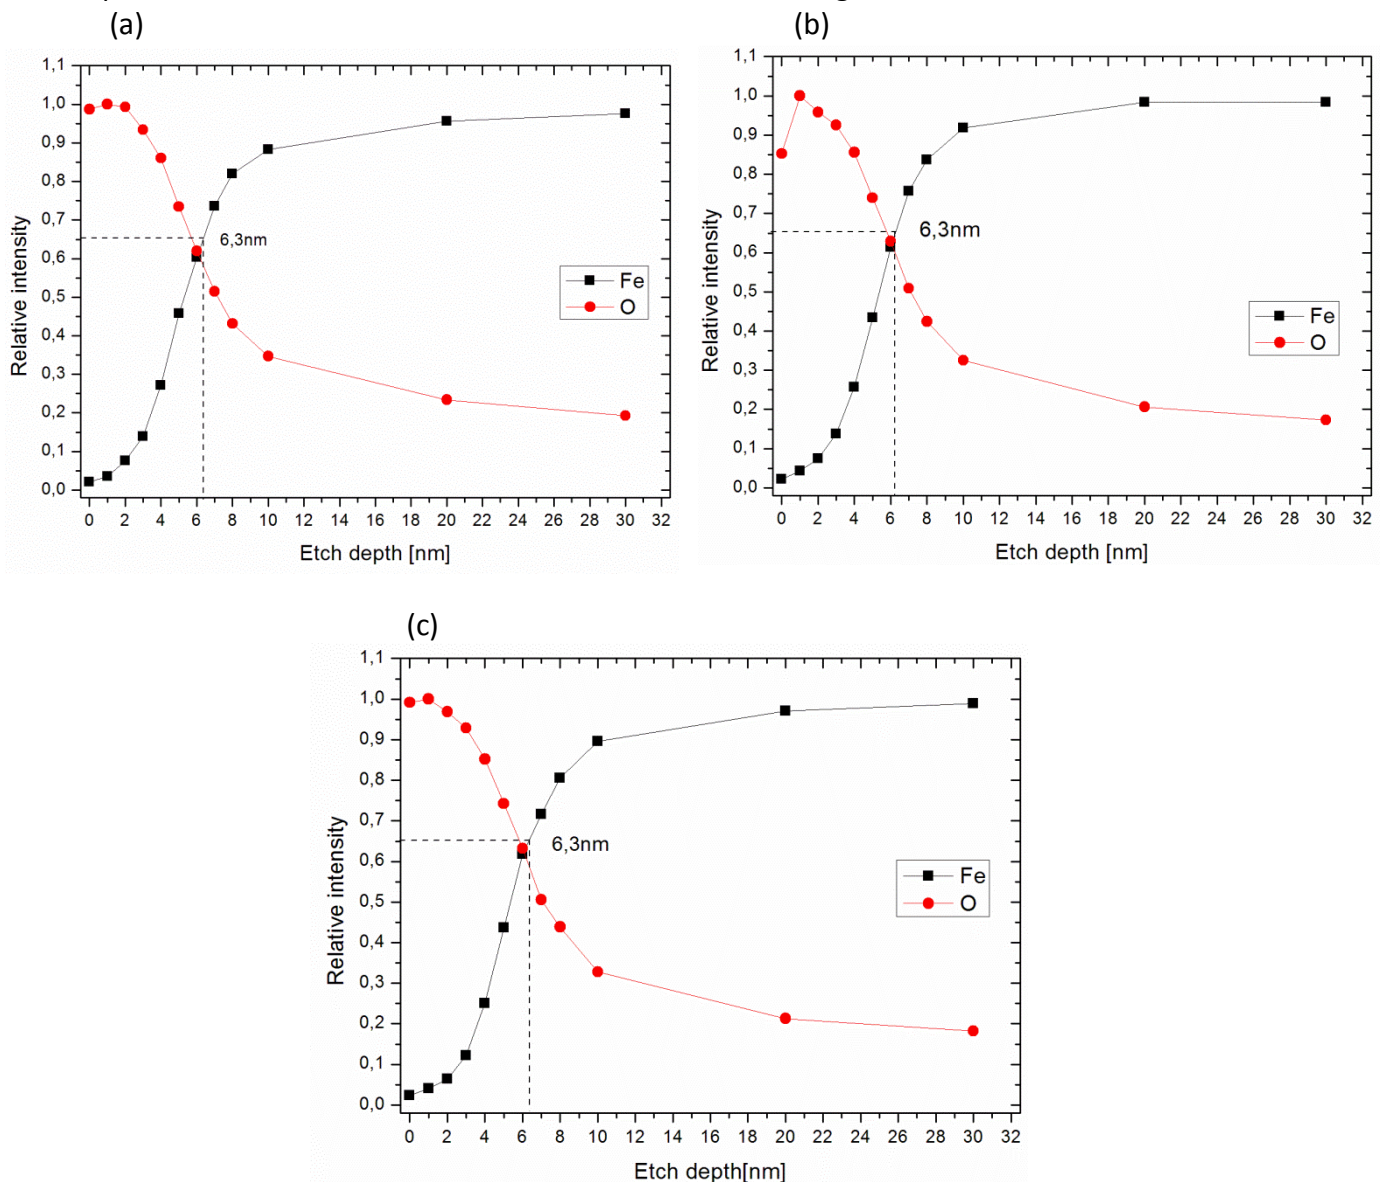 (a)
(b)
1,1
1,0
0,9
0,8
0,7
0,6
0,5
0,4
0,3
0,2
0,1
0,0
Relative intensity
6,3nm
Fe
O
0 2 4 6 8 10 12 14 16 18 20 22 24 26 28 30 32
Etch depth [nm]
1,1
1,0
0,9
0,8
0,7
0,6
0,5
0,4
0,3
0,2
0,1
0,0
Relative intensity
6,3nm
Fe
O
0 2 4 6 8 10 12 14 16 18 20 22 24 26 28 30 32
Etch depth [nm]
(c)
1,1
1,0
0,9
0,8
0,7
0,6
0,5
0,4
0,3
0,2
0,1
0,0
Relative intensity
6,3nm
Fe
O
0 2 4 6 8 10 12 14 16 18 20 22 24 26 28 30 32
Etch depth[nm]